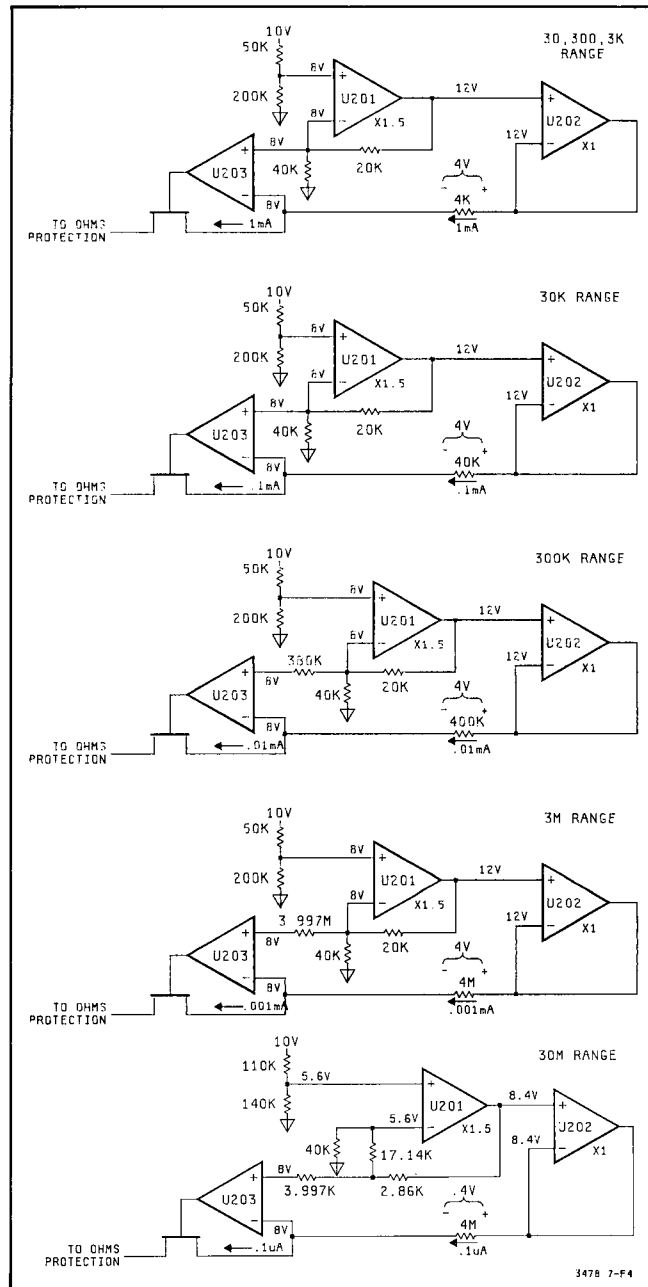 30,300,3K
RANGE
10V
50K
8V
+
U201
200K
8V
−
X1.5
12V
+
U202
12V
−
X1
+
8V
U203
−
8V
40K
20K
4V
− +
4K
1mA
1mA
TO OHMS
PROTECTION
30K RANGE
10V
50K
8V
+
U201
200K
8V
−
X1.5
12V
+
U202
12V
−
X1
+
8V
U203
−
8V
40K
20K
4V
− +
40K
.1mA
.1mA
TO OHMS
PROTECTION
300K RANGE
10V
50K
8V
+
U201
200K
8V
−
X1.5
12V
+
U202
12V
−
X1
380K
+
8V
U203
−
8V
40K
20K
4V
− +
400K
.01mA
.01mA
TO OHMS
PROTECTION
3M RANGE
10V
50K
8V
+
U201
200K
8V
−
X1.5
12V
+
U202
12V
−
X1
3 997M
+
8V
U203
−
8V
40K
20K
4V
− +
4M
.001mA
.001mA
TO OHMS
PROTECTION
30M RANGE
10V
110K
5.6V
+
U201
140K
5.6V
−
X1.5
8.4V
+
U202
8.4V
−
X1
40K
17.14K
+
8V
U203
−
8V
3.997K
2.86K
.4V
− +
4M
.1uA
.1uA
TO OHMS
PROTECTION
3478 7-F4